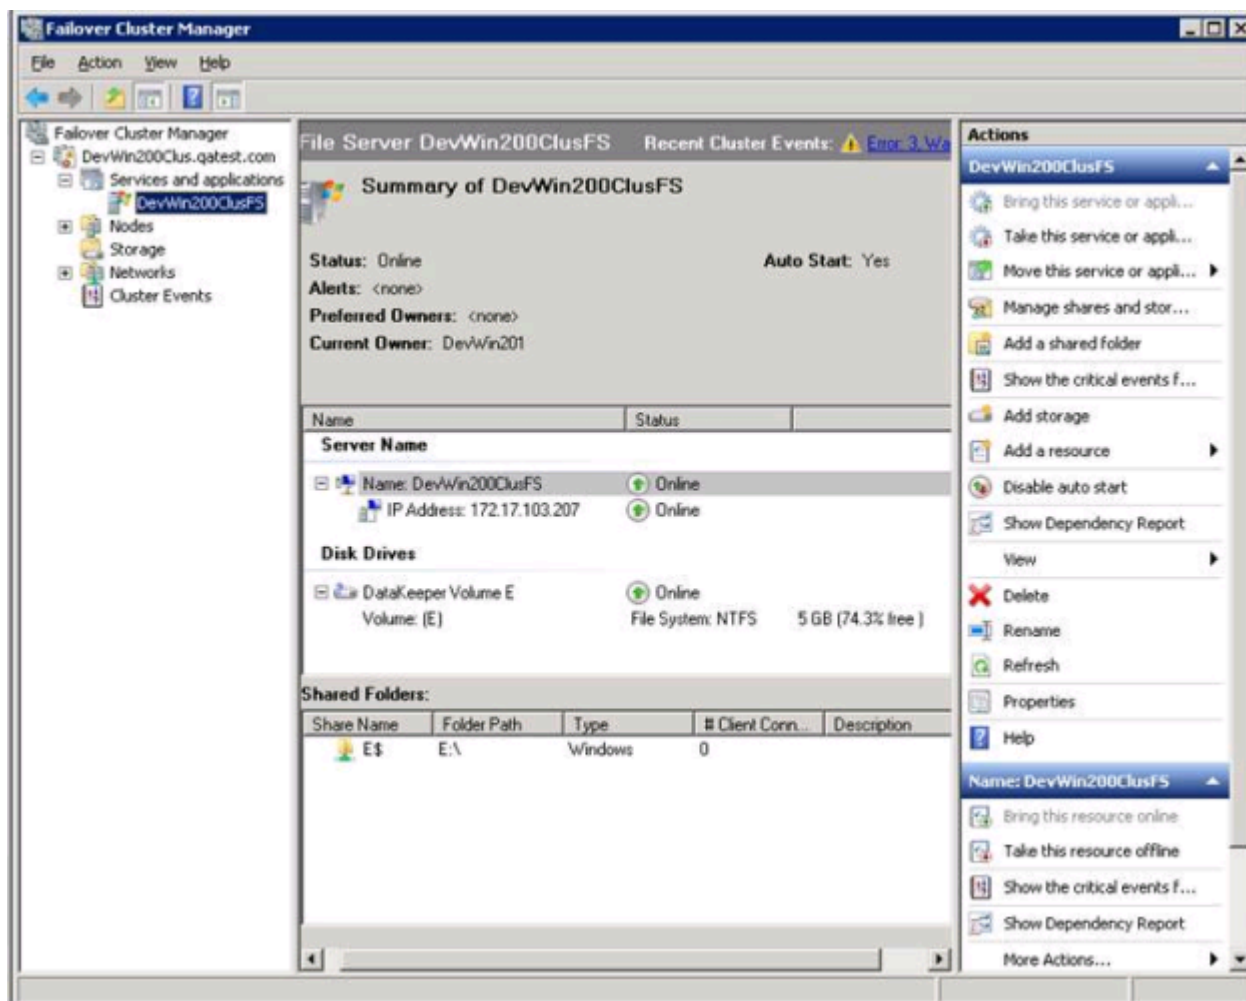 Failover Cluster Manager
File Action View Help
Failover Cluster Manager
DevWin200Clus.qatest.com
Services and applications
DevWin200ClusFS
Nodes
Storage
Networks
Cluster Events
File Server DevWin200ClusFS Recent Cluster Events: Error: 3, Wa
Summary of DevWin200ClusFS
Status: Online Auto Start: Yes
Alerts: <none>
Preferred Owners: <none>
Current Owner: DevWin201
Name Status
Server Name
Name: DevWin200ClusFS Online
IP Address: 172.17.103.207 Online
Disk Drives
DataKeeper Volume E Online
Volume: (E) File System: NTFS 5 GB (74.3% free )
Shared Folders:
Share Name Folder Path Type # Client Conn... Description
E$ E:\ Windows 0
Actions
DevWin200ClusFS
Bring this service or appli...
Take this service or appli...
Move this service or appli...
Manage shares and stor...
Add a shared folder
Show the critical events f...
Add storage
Add a resource
Disable auto start
Show Dependency Report
View
Delete
Rename
Refresh
Properties
Help
Name: DevWin200ClusFS
Bring this resource online
Take this resource offline
Show the critical events f...
Show Dependency Report
More Actions...